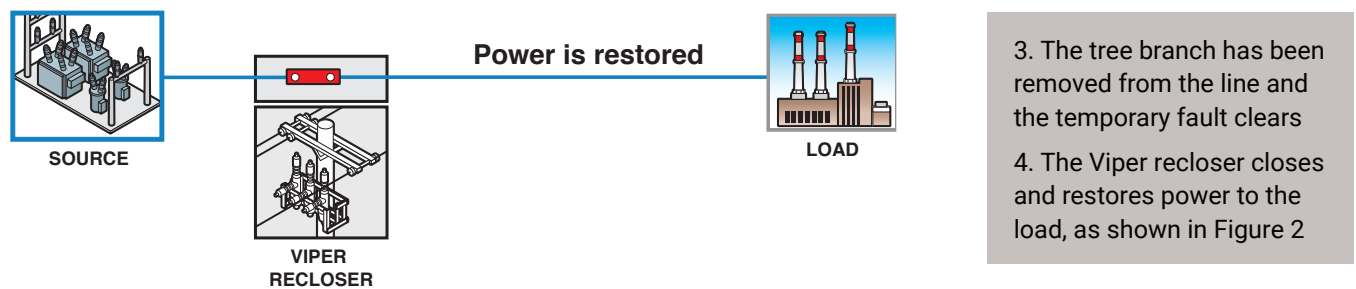 Power is restored
SOURCE
LOAD
VIPER
RECLOSER
3. The tree branch has been
removed from the line and
the temporary fault clears
4. The Viper recloser closes
and restores power to the
load, as shown in Figure 2